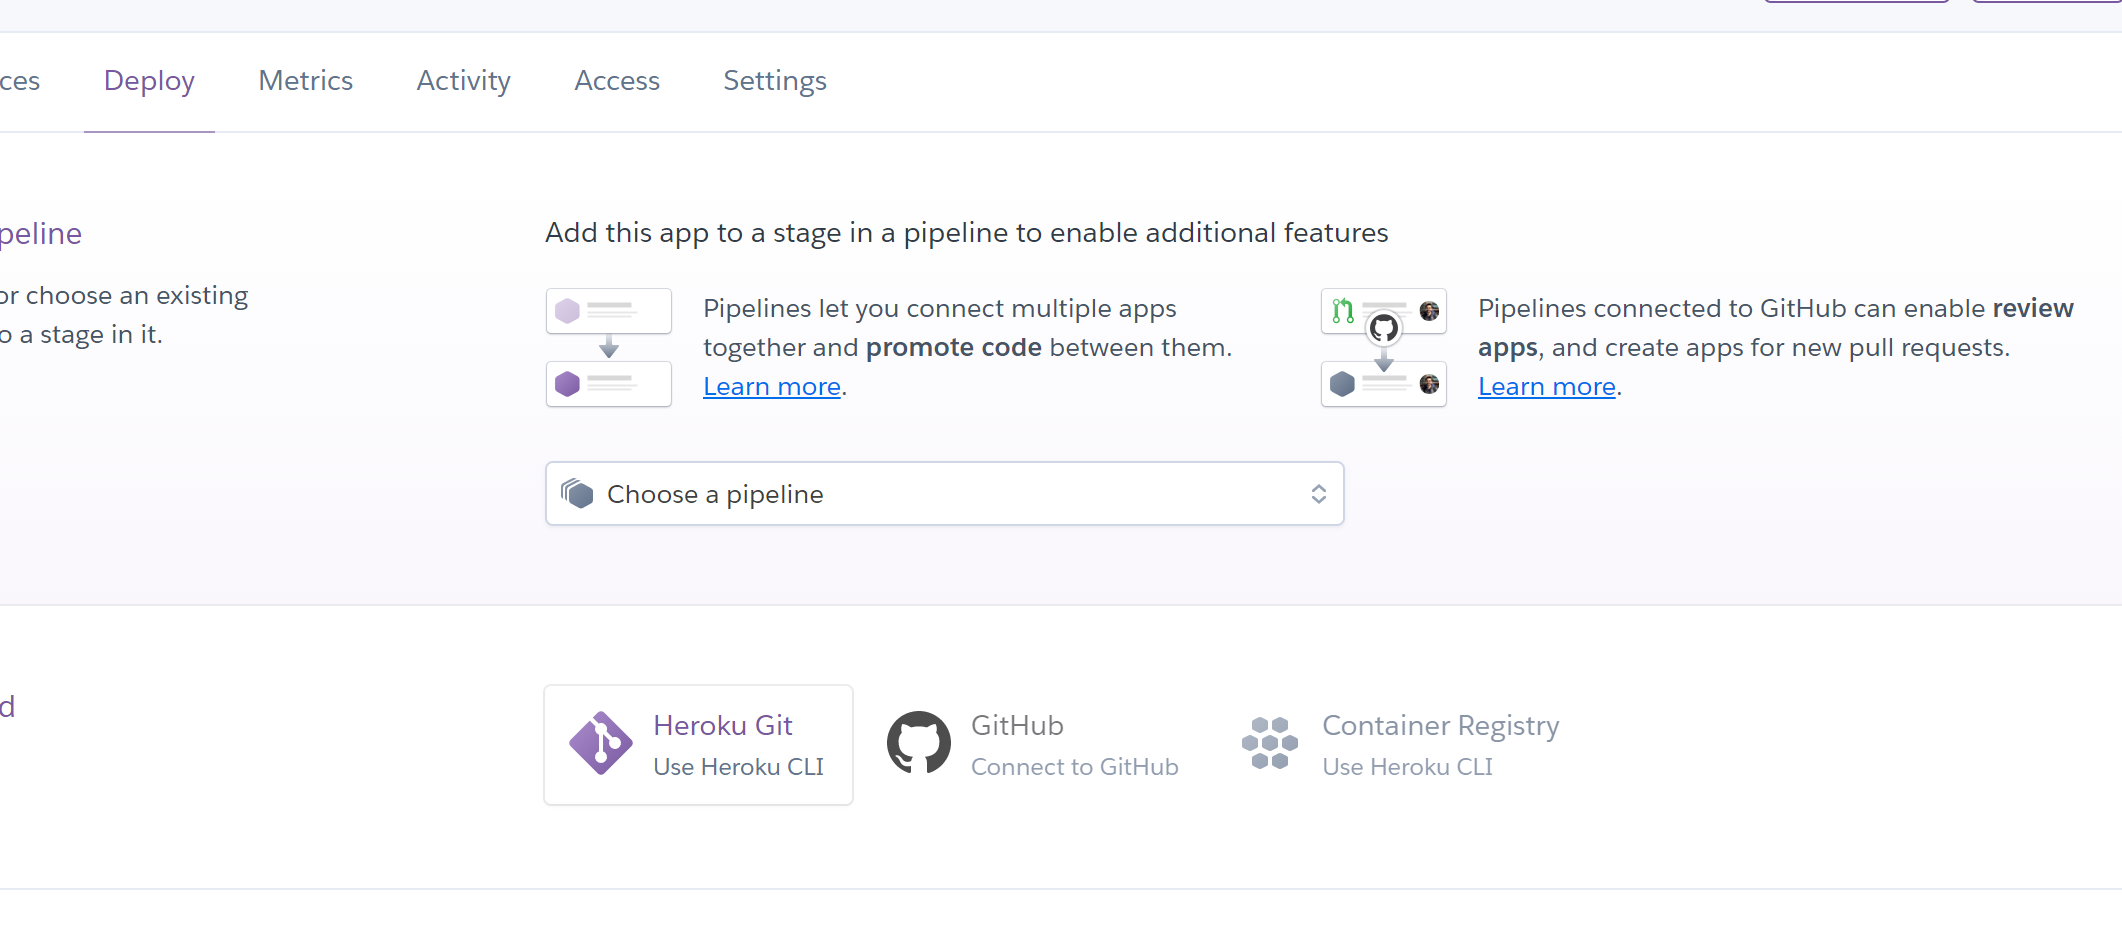 ces Deploy Metrics Activity Access Settings
peline
or choose an existing
o a stage in it.
Add this app to a stage in a pipeline to enable additional features
Pipelines let you connect multiple apps
together and promote code between them.
Learn more.
Pipelines connected to GitHub can enable review
apps, and create apps for new pull requests.
Learn more.
Choose a pipeline
d
Heroku Git
Use Heroku CLI
GitHub
Connect to GitHub
Container Registry
Use Heroku CLI